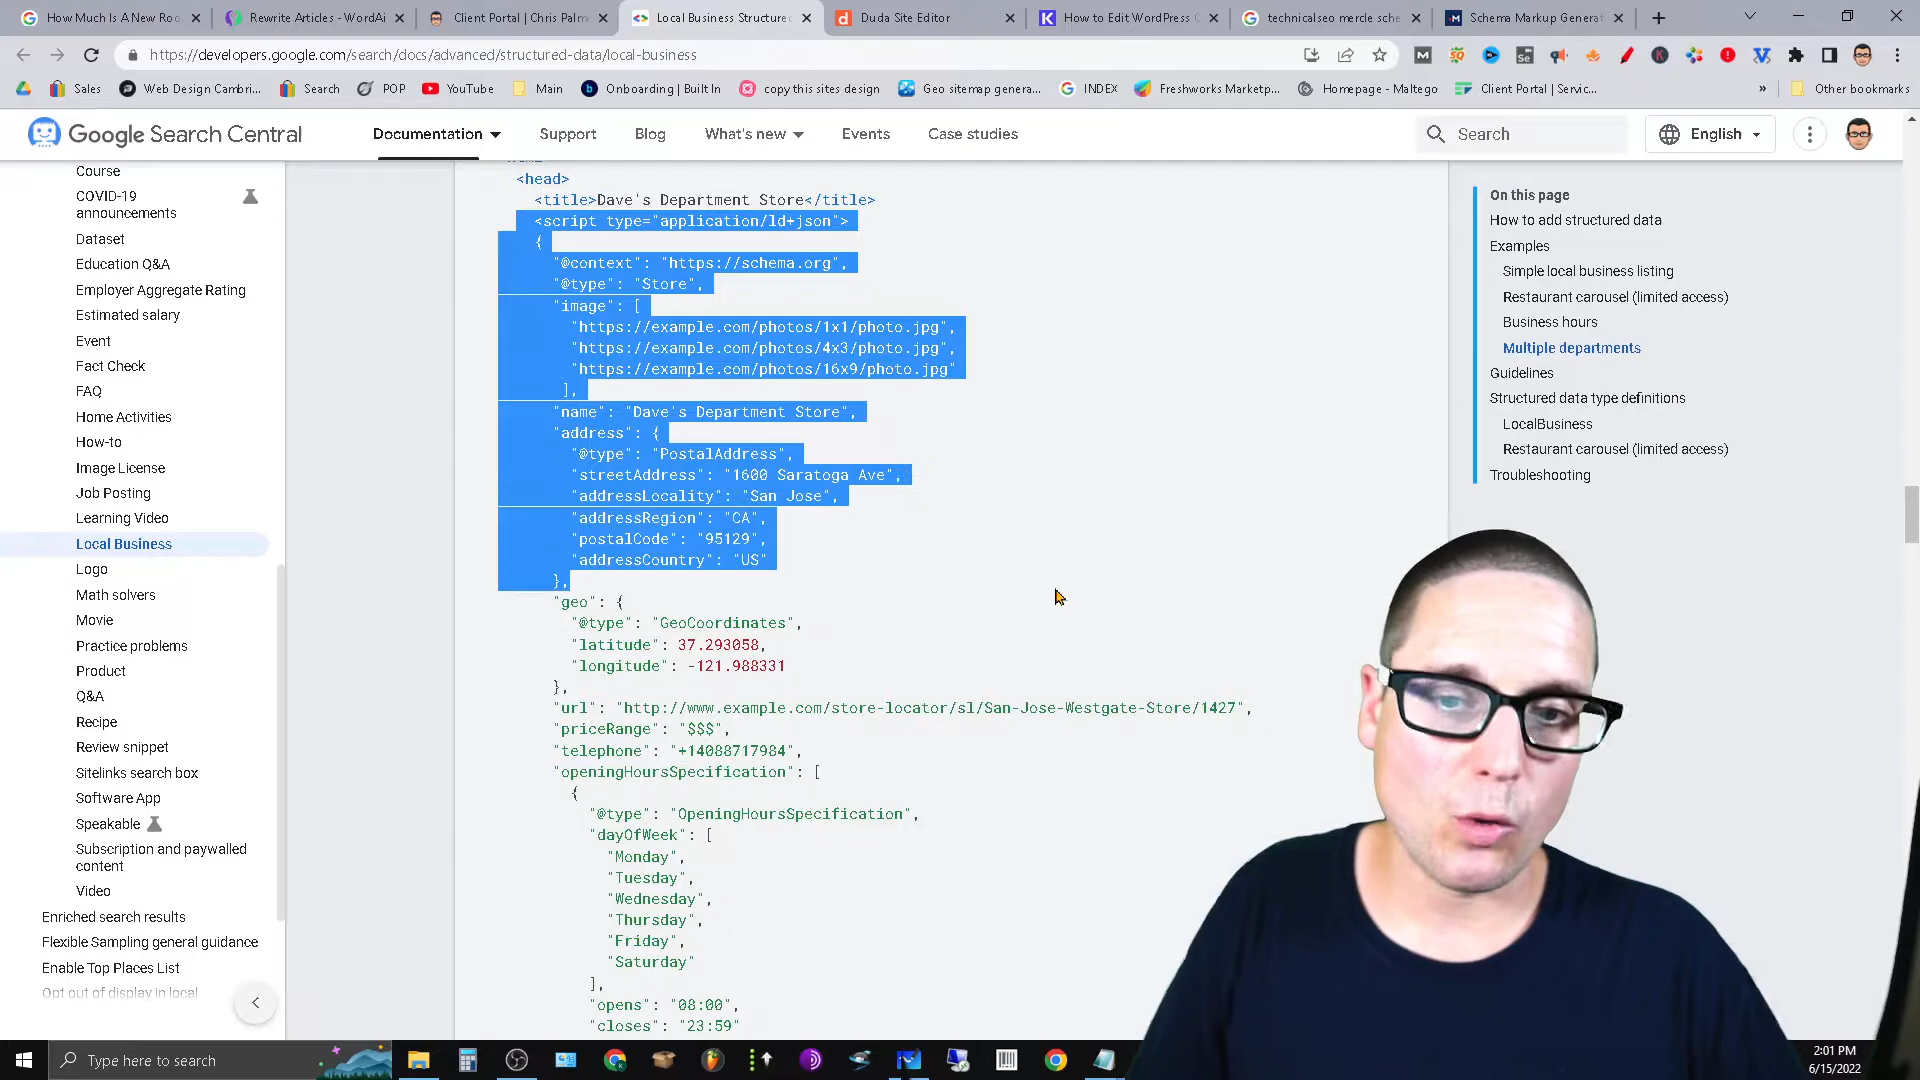 How Much Is A New Roo
Rewrite Articles - WordAi
Client Portal | Chris Palm
Local Business Structure
Duda Site Editor
How to Edit WordPress C
technicalseo mercle sche
Schema Markup Generat
https://developers.google.com/search/docs/advanced/structured-data/local-business
Sales
Web Design Cambri...
Search
POP
YouTube
Main
Onboarding | Built In
copy this sites design
Geo sitemap genera...
INDEX
Freshworks Marketp...
Homepage - Maltego
Client Portal | Servic...
»
Other bookmarks
Google Search Central
Documentation
Support
Blog
What's new
Events
Case studies
Search
English
Course
COVID-19
announcements
Dataset
Education Q&A
Employer Aggregate Rating
Estimated salary
Event
Fact Check
FAQ
Home Activities
How-to
Image License
Job Posting
Learning Video
Local Business
Logo
Math solvers
Movie
Practice problems
Product
Q&A
Recipe
Review snippet
Sitelinks search box
Software App
Speakable
Subscription and paywalled
content
Video
Enriched search results
Flexible Sampling general guidance
Enable Top Places List
Opt out of display in local
<head>
<title>Dave's Department Store</title>
<script type="application/ld+json">
{
"@context": "https://schema.org",
"@type": "Store",
"image": [
"https://example.com/photos/1x1/photo.jpg",
"https://example.com/photos/4x3/photo.jpg",
"https://example.com/photos/16x9/photo.jpg"
],
"name": "Dave's Department Store",
"address": {
"@type": "PostalAddress",
"streetAddress": "1600 Saratoga Ave",
"addressLocality": "San Jose",
"addressRegion": "CA",
"postalCode": "95129",
"addressCountry": "US"
},
"geo": {
"@type": "GeoCoordinates",
"latitude": 37.293058,
"longitude": -121.988331
},
"url": "http://www.example.com/store-locator/sl/San-Jose-Westgate-Store/1427",
"priceRange": "$$$",
"telephone": "+14088717984",
"openingHoursSpecification": [
{
"@type": "OpeningHoursSpecification",
"dayOfWeek": [
"Monday",
"Tuesday",
"Wednesday",
"Thursday",
"Friday",
"Saturday"
],
"opens": "08:00",
"closes": "23:59"
On this page
How to add structured data
Examples
Simple local business listing
Restaurant carousel (limited access)
Business hours
Multiple departments
Guidelines
Structured data type definitions
LocalBusiness
Restaurant carousel (limited access)
Troubleshooting
Type here to search
2:01 PM
6/15/2022